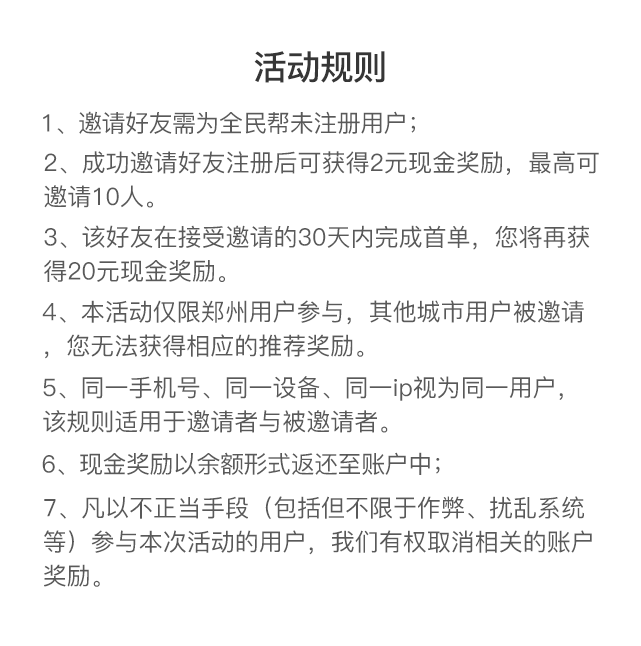 活动规则
1、邀请好友需为全民帮未注册用户；
2、成功邀请好友注册后可获得2元现金奖励，最高可
邀请10人。
3、该好友在接受邀请的30天内完成首单，您将再获
得20元现金奖励。
4、本活动仅限郑州用户参与，其他城市用户被邀请
，您无法获得相应的推荐奖励。
5、同一手机号、同一设备、同一ip视为同一用户，
该规则适用于邀请者与被邀请者。
6、现金奖励以余额形式返还至账户中；
7、凡以不正当手段（包括但不限于作弊、扰乱系统
等）参与本次活动的用户，我们有权取消相关的账户
奖励。